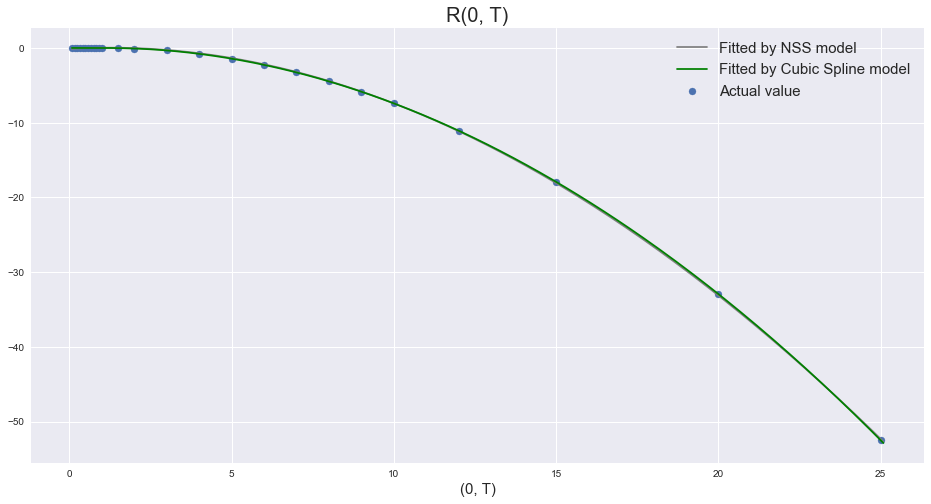 R(0, T)
Fitted by NSS model
Fitted by Cubic Spline model
Actual value
0
−10
−20
−30
−40
−50
0 5 10 15 20 25
(0, T)